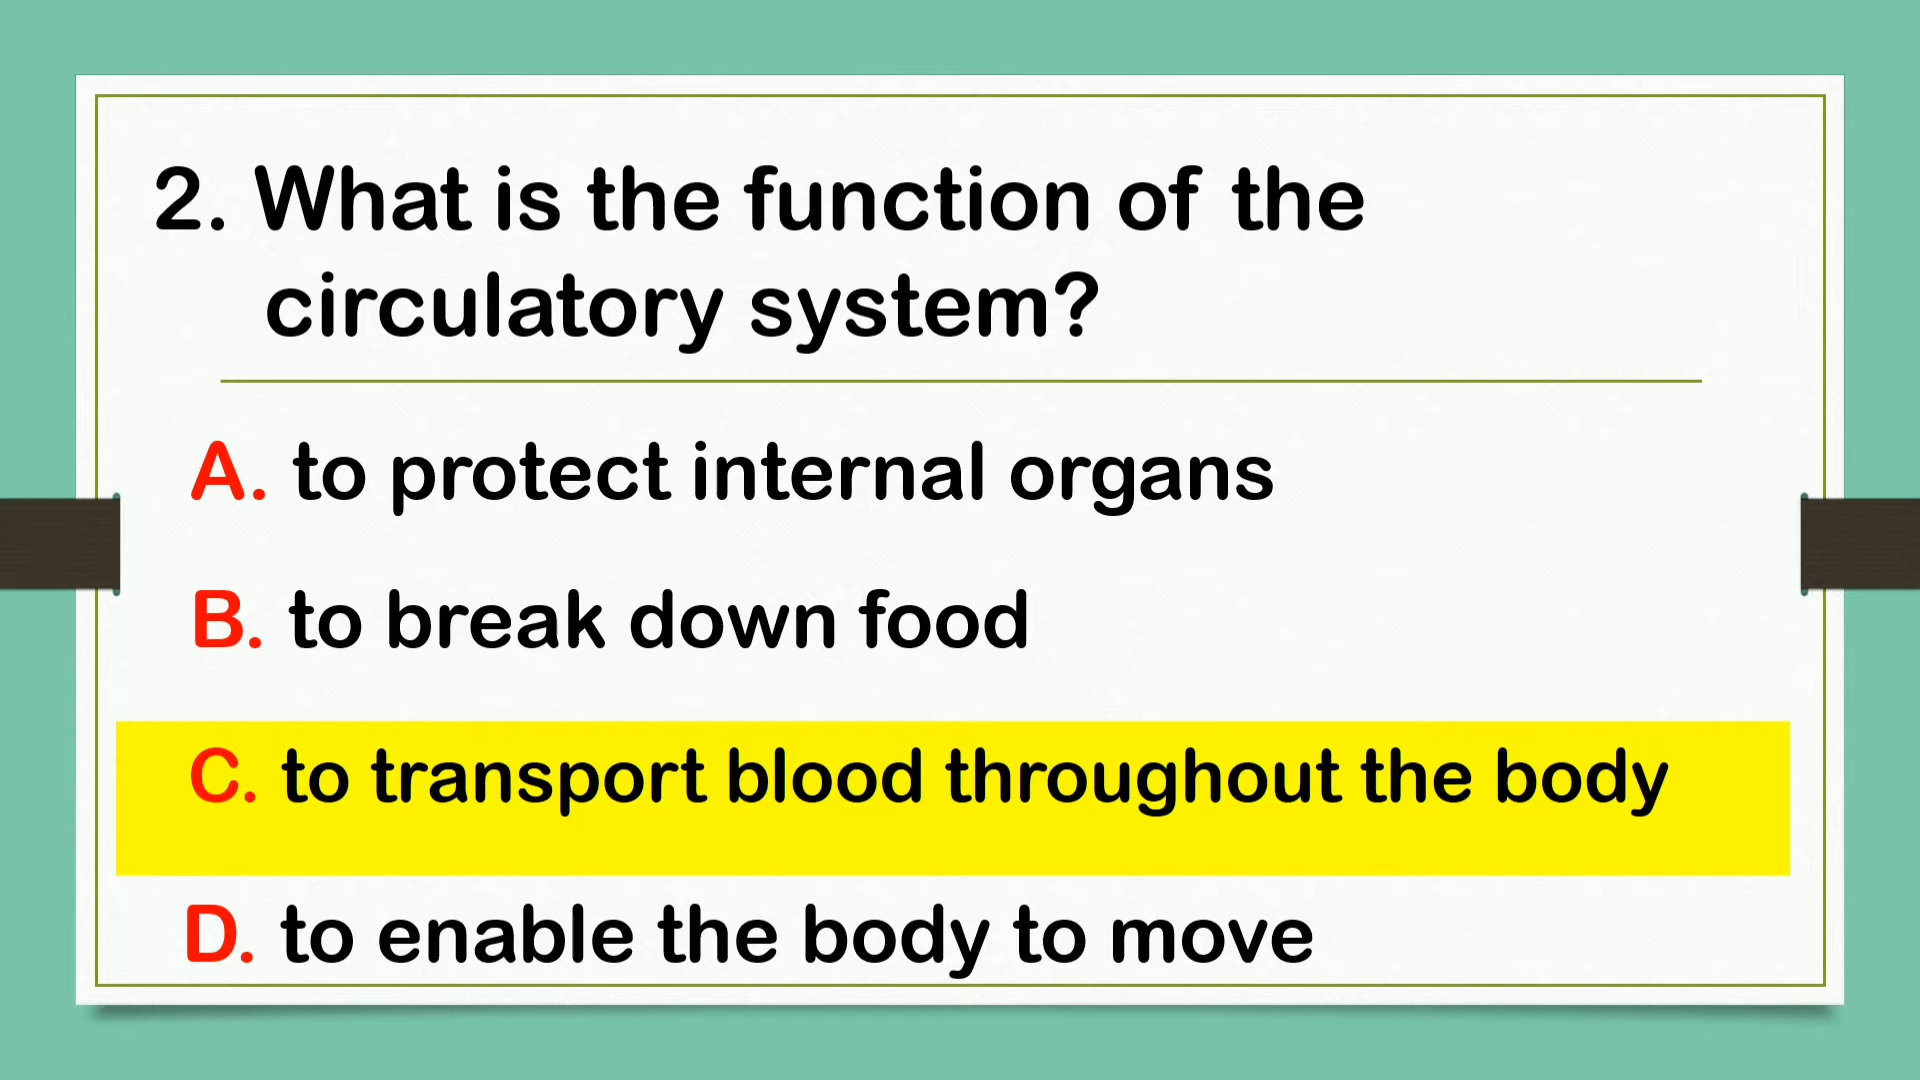 2. What is the function of the
circulatory system?
A. to protect internal organs
B. to break down food
C. to transport blood throughout the body
D. to enable the body to move